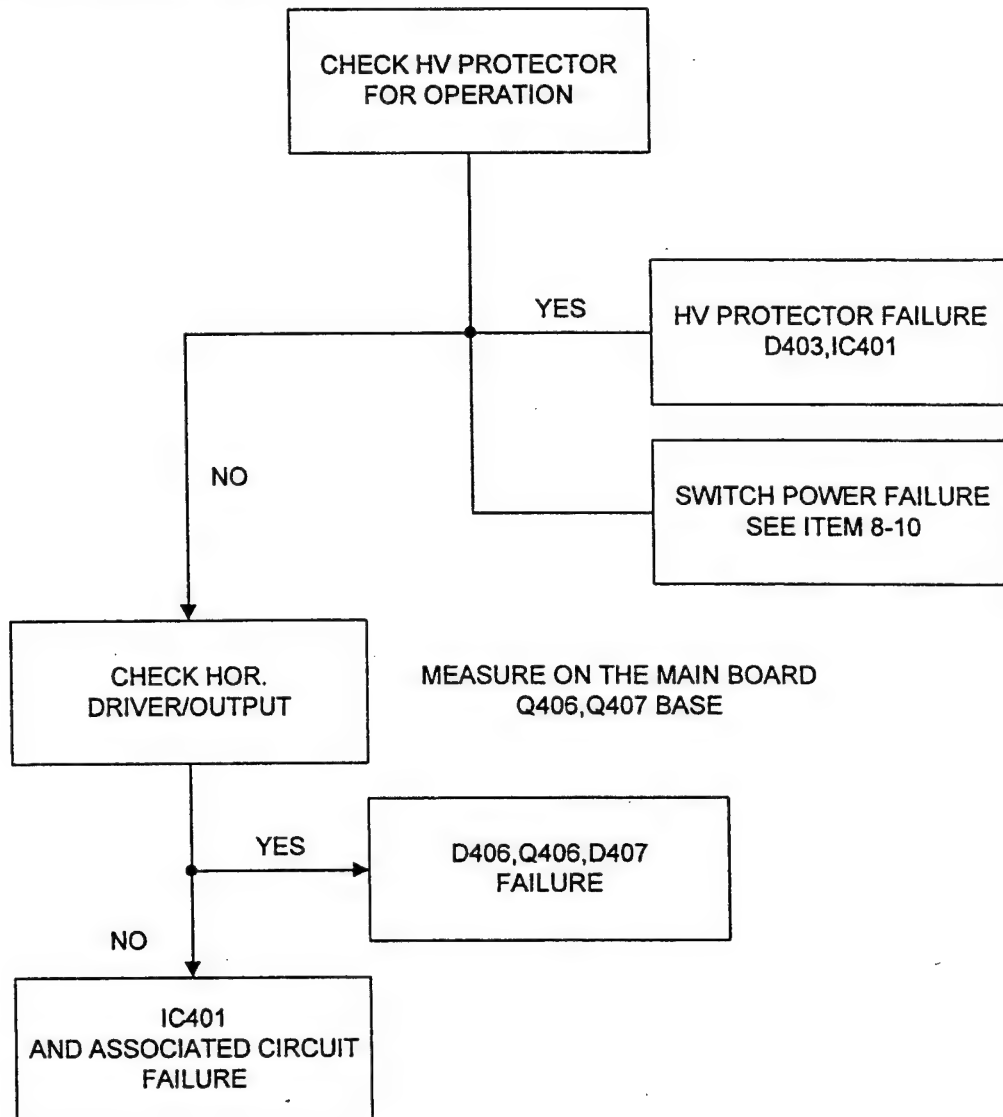 CHECK HV PROTECTOR
FOR OPERATION
YES
HV PROTECTOR FAILURE
D403,IC401
NO
SWITCH POWER FAILURE
SEE ITEM 8-10
CHECK HOR.
DRIVER/OUTPUT
MEASURE ON THE MAIN BOARD
Q406,Q407 BASE
YES
D406,Q406,D407
FAILURE
NO
IC401
AND ASSOCIATED CIRCUIT
FAILURE